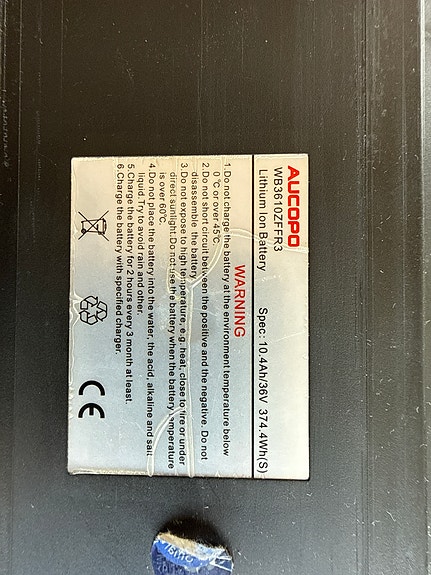 AUCOPO
WB3610ZFFR3
Lithium Ion Battery Spec: 10.4Ah/36V 374.4Wh(S)
WARNING
1.Do not charge the battery at the environment temperature below
0℃ or over 45℃.
2.Do not short circuit between the positive and the negative. Do not
disassemble the battery.
3.Do not expose to high temperature, e.g. heat, close to fire or under
direct sunlight.Do not use the battery when the battery temperature
is over 60℃.
4.Do not place the battery into the water, the acid, alkaline and salt
liquid. Try to avoid rain and other.
5.Charge the battery for 2 hours every 3 month at least.
6.Charge the battery with specified charger.
CE